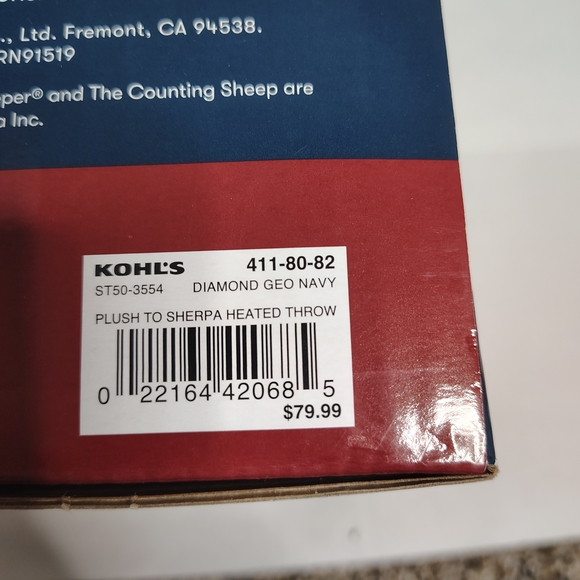 ., Ltd. Fremont, CA 94538.
RN91519
eper® and The Counting Sheep are
a Inc.
KOHL'S 411-80-82
ST50-3554 DIAMOND GEO NAVY
PLUSH TO SHERPA HEATED THROW
0 22164 42068 5
$79.99